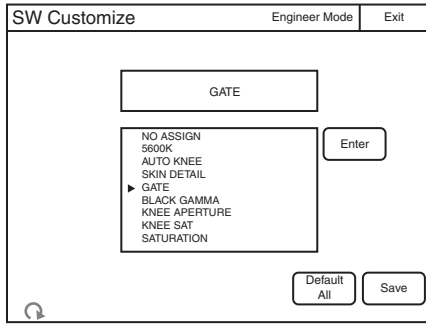 SW Customize Engineer Mode Exit
GATE
NO ASSIGN
5600K
AUTO KNEE
SKIN DETAIL
GATE
BLACK GAMMA
KNEE APERTURE
KNEE SAT
SATURATION
Enter
Default
All
Save